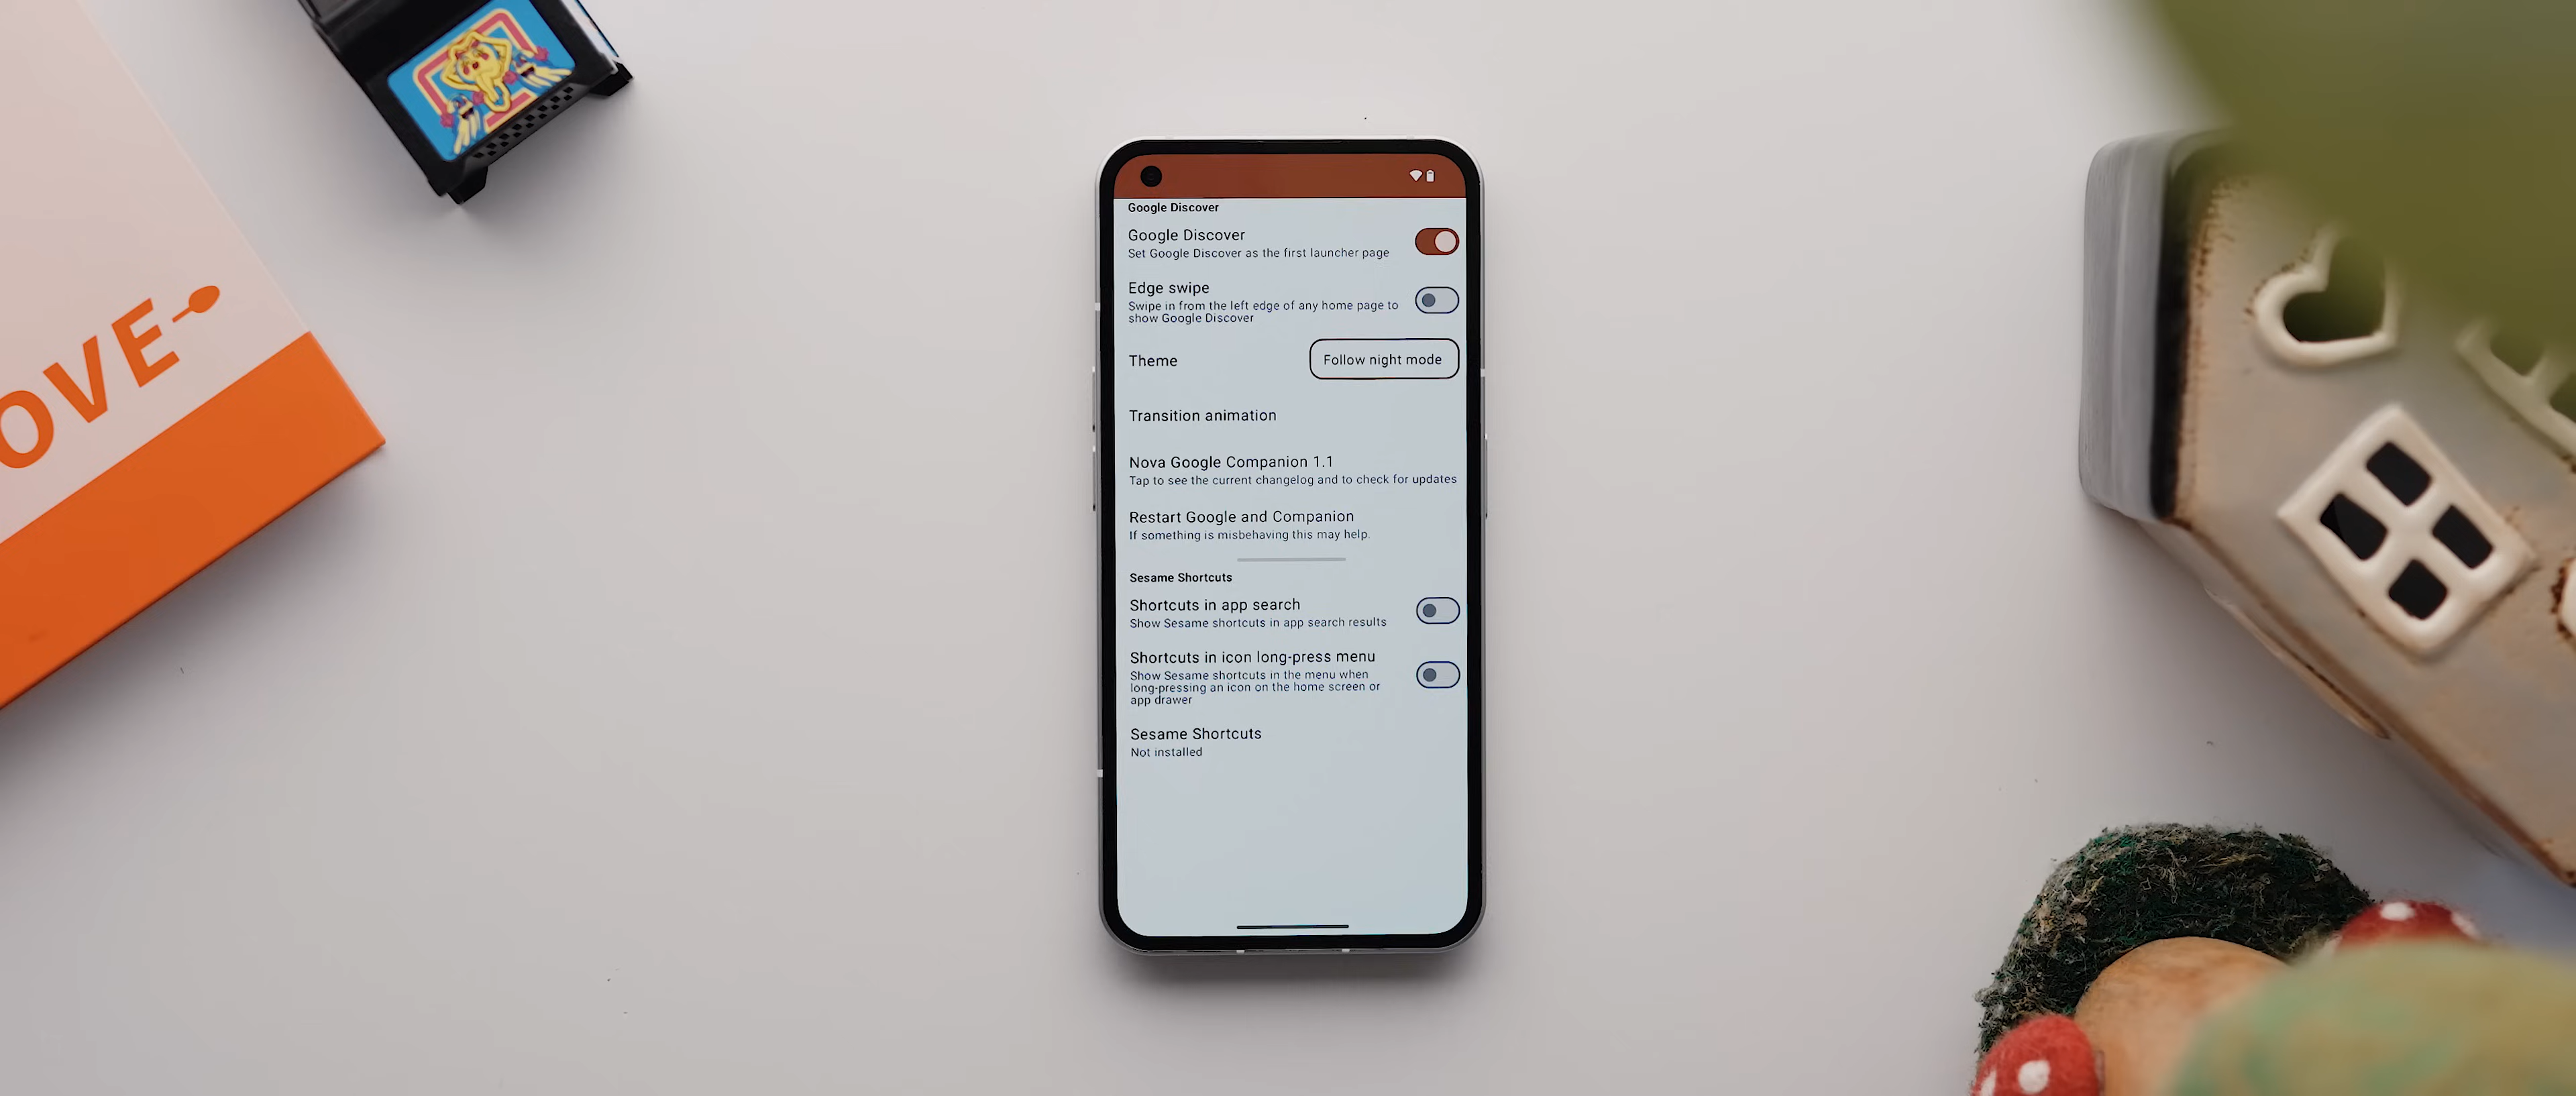 OVE
Google Discover
Google Discover
Set Google Discover as the first launcher page
Edge swipe
Swipe in from the left edge of any home page to
show Google Discover
Theme
Follow night mode
Transition animation
Nova Google Companion 1.1
Tap to see the current changelog and to check for updates
Restart Google and Companion
If something is misbehaving this may help.
Sesame Shortcuts
Shortcuts in app search
Show Sesame shortcuts in app search results
Shortcuts in icon long-press menu
Show Sesame shortcuts in the menu when
long-pressing an icon on the home screen or
app drawer
Sesame Shortcuts
Not installed